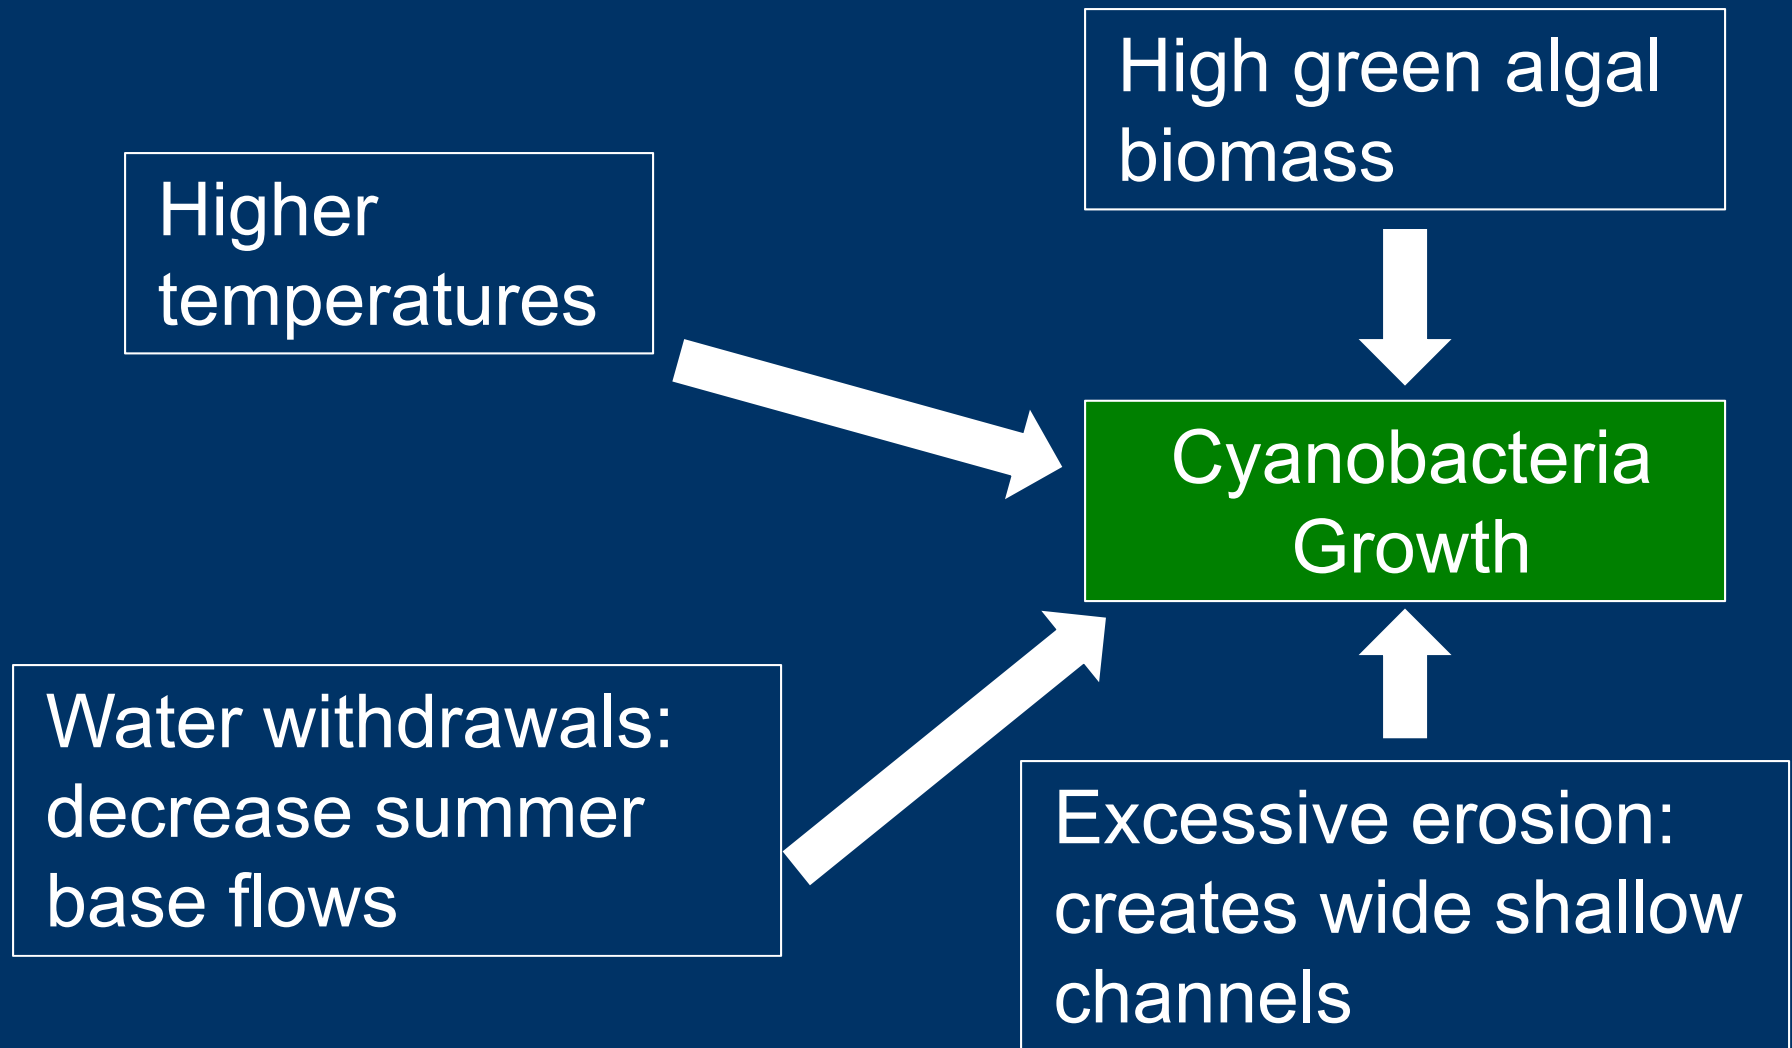 High green algal
biomass
Higher
temperatures
Cyanobacteria
Growth
Water withdrawals:
decrease summer
base flows
Excessive erosion:
creates wide shallow
channels